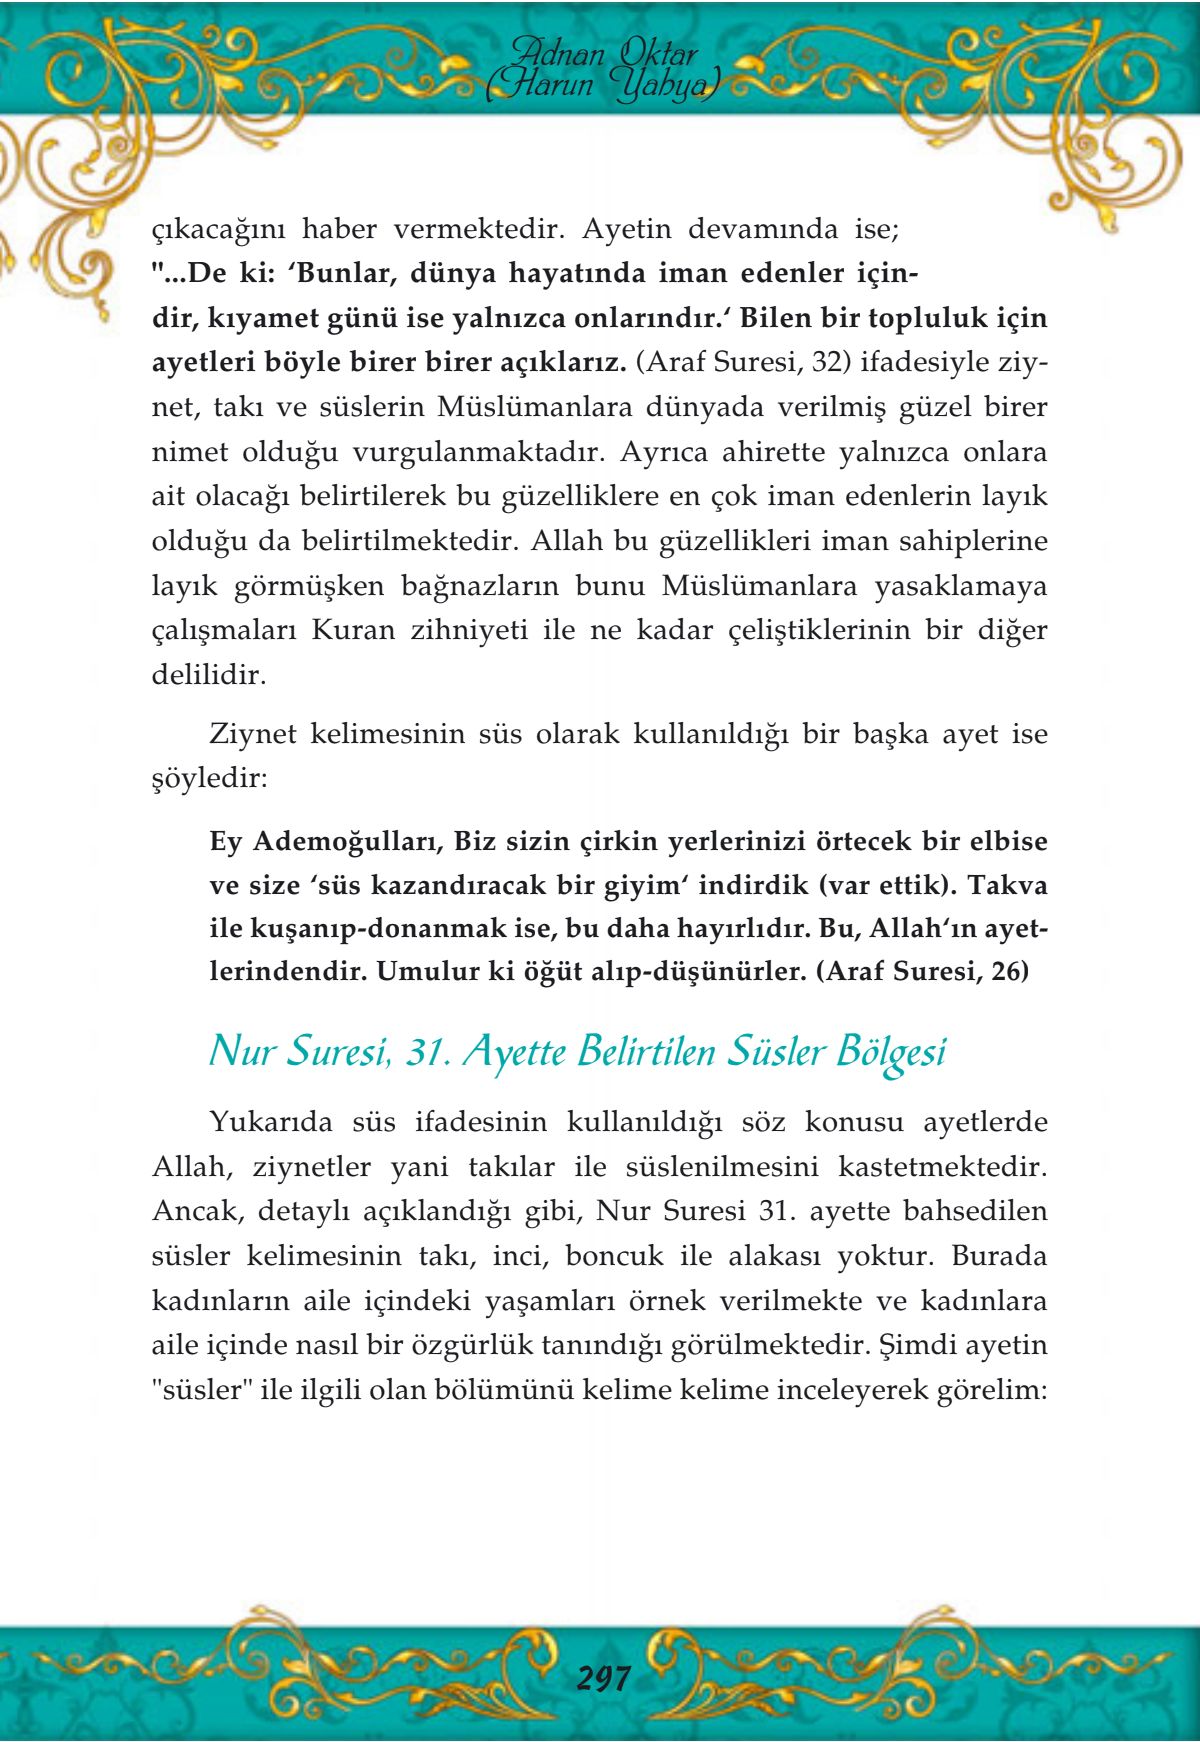 Adnan Oktar
(Harun Yahya)
çıkacağını haber vermektedir. Ayetin devamında ise;
"...De ki: ‘Bunlar, dünya hayatında iman edenler için-
dir, kıyamet günü ise yalnızca onlarındır.‘ Bilen bir topluluk için
ayetleri böyle birer birer açıklarız. (Araf Suresi, 32) ifadesiyle ziy-
net, takı ve süslerin Müslümanlara dünyada verilmiş güzel birer
nimet olduğu vurgulanmaktadır. Ayrıca ahirette yalnızca onlara
ait olacağı belirtilerek bu güzelliklere en çok iman edenlerin layık
olduğu da belirtilmektedir. Allah bu güzellikleri iman sahiplerine
layık görmüşken bağnazların bunu Müslümanlara yasaklamaya
çalışmaları Kuran zihniyeti ile ne kadar çeliştiklerinin bir diğer
delilidir.
Ziynet kelimesinin süs olarak kullanıldığı bir başka ayet ise
şöyledir:
Ey Ademoğulları, Biz sizin çirkin yerlerinizi örtecek bir elbise
ve size ‘süs kazandıracak bir giyim‘ indirdik (var ettik). Takva
ile kuşanıp-donanmak ise, bu daha hayırlıdır. Bu, Allah‘ın ayet-
lerindendir. Umulur ki öğüt alıp-düşünürler. (Araf Suresi, 26)
Nur Suresi, 31. Ayette Belirtilen Süsler Bölgesi
Yukarıda süs ifadesinin kullanıldığı söz konusu ayetlerde
Allah, ziynetler yani takılar ile süslenilmesini kastetmektedir.
Ancak, detaylı açıklandığı gibi, Nur Suresi 31. ayette bahsedilen
süsler kelimesinin takı, inci, boncuk ile alakası yoktur. Burada
kadınların aile içindeki yaşamları örnek verilmekte ve kadınlara
aile içinde nasıl bir özgürlük tanındığı görülmektedir. Şimdi ayetin
"süsler" ile ilgili olan bölümünü kelime kelime inceleyerek görelim:
297